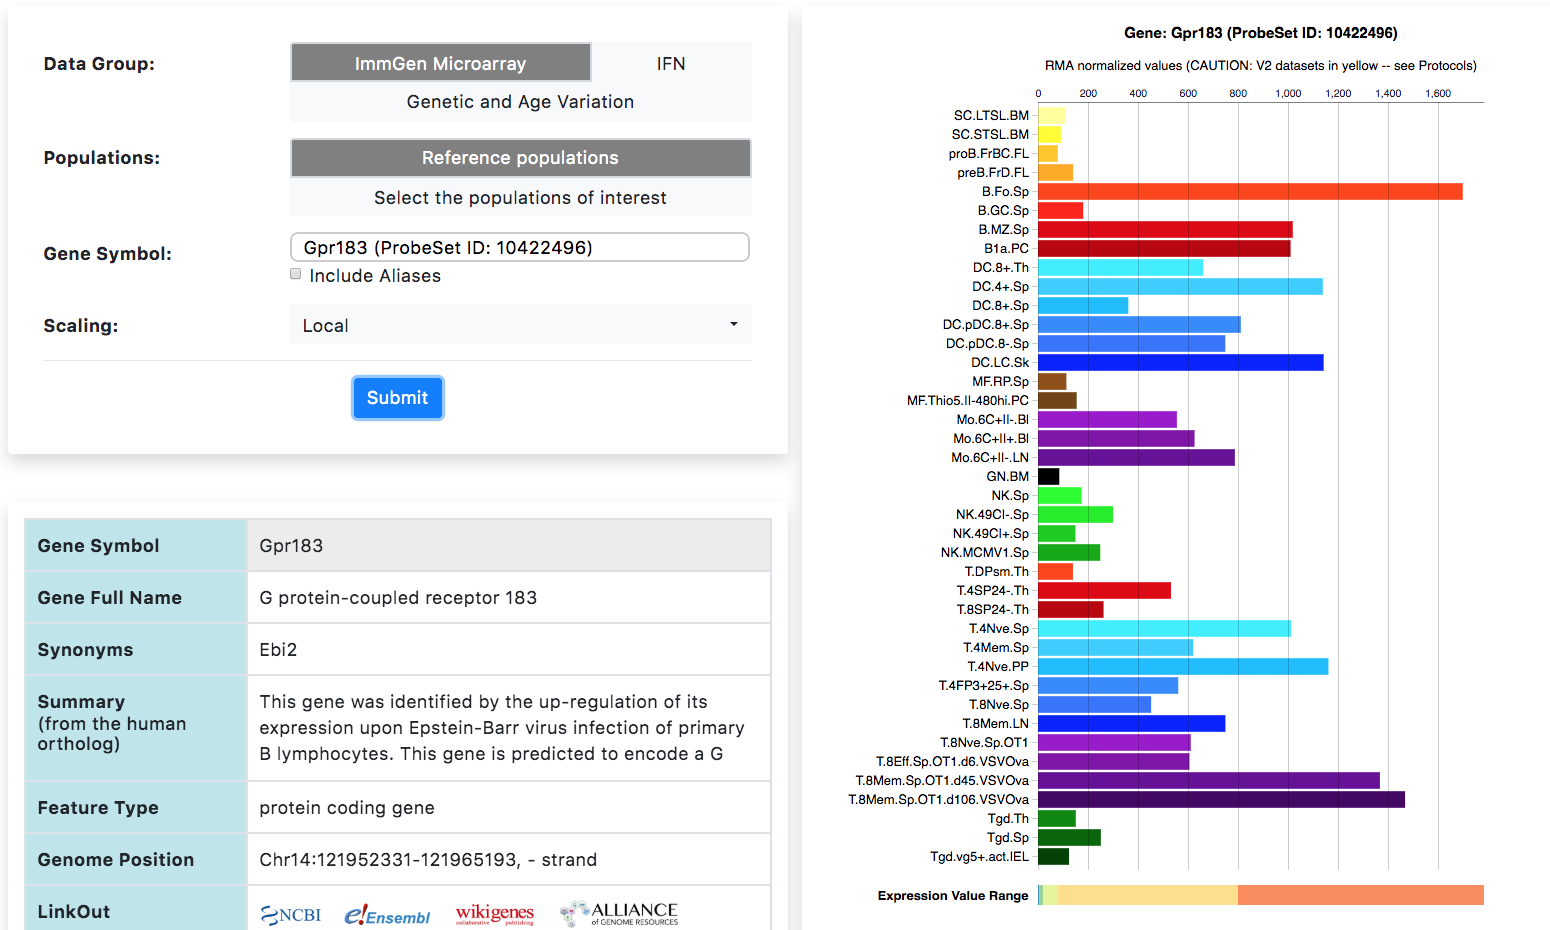 Data Group:
ImmGen Microarray
IFN
Genetic and Age Variation
Populations:
Reference populations
Select the populations of interest
Gene Symbol:
Gpr183 (ProbeSet ID: 10422496)
Include Aliases
Scaling:
Local
Submit
Gene Symbol
Gpr183
Gene Full Name
G protein-coupled receptor 183
Synonyms
Ebi2
Summary
(from the human
ortholog)
This gene was identified by the up-regulation of its
expression upon Epstein-Barr virus infection of primary
B lymphocytes. This gene is predicted to encode a G
Feature Type
protein coding gene
Genome Position
Chr14:121952331-121965193, - strand
LinkOut
NCBI
e!Ensembl
wikigenes
collaborative publishing
ALLIANCE
of GENOME RESOURCES
Gene: Gpr183 (ProbeSet ID: 10422496)
RMA normalized values (CAUTION: V2 datasets in yellow -- see Protocols)
0 200 400 600 800 1,000 1,200 1,400 1,600
SC.LTSL.BM
SC.STSL.BM
proB.FrBC.FL
preB.FrD.FL
B.Fo.Sp
B.GC.Sp
B.MZ.Sp
B1a.PC
DC.8+.Th
DC.4+.Sp
DC.8+.Sp
DC.pDC.8+.Sp
DC.pDC.8-.Sp
DC.LC.Sk
MF.RP.Sp
MF.Thio5.II-480hi.PC
Mo.6C+II-.Bl
Mo.6C+II+.Bl
Mo.6C+II-.LN
GN.BM
NK.Sp
NK.49CI-.Sp
NK.49CI+.Sp
NK.MCMV1.Sp
T.DPsm.Th
T.4SP24-.Th
T.8SP24-.Th
T.4Nve.Sp
T.4Mem.Sp
T.4Nve.PP
T.4FP3+25+.Sp
T.8Nve.Sp
T.8Mem.LN
T.8Nve.Sp.OT1
T.8Eff.Sp.OT1.d6.VSVOva
T.8Mem.Sp.OT1.d45.VSVOva
T.8Mem.Sp.OT1.d106.VSVOva
Tgd.Th
Tgd.Sp
Tgd.vg5+.act.IEL
Expression Value Range